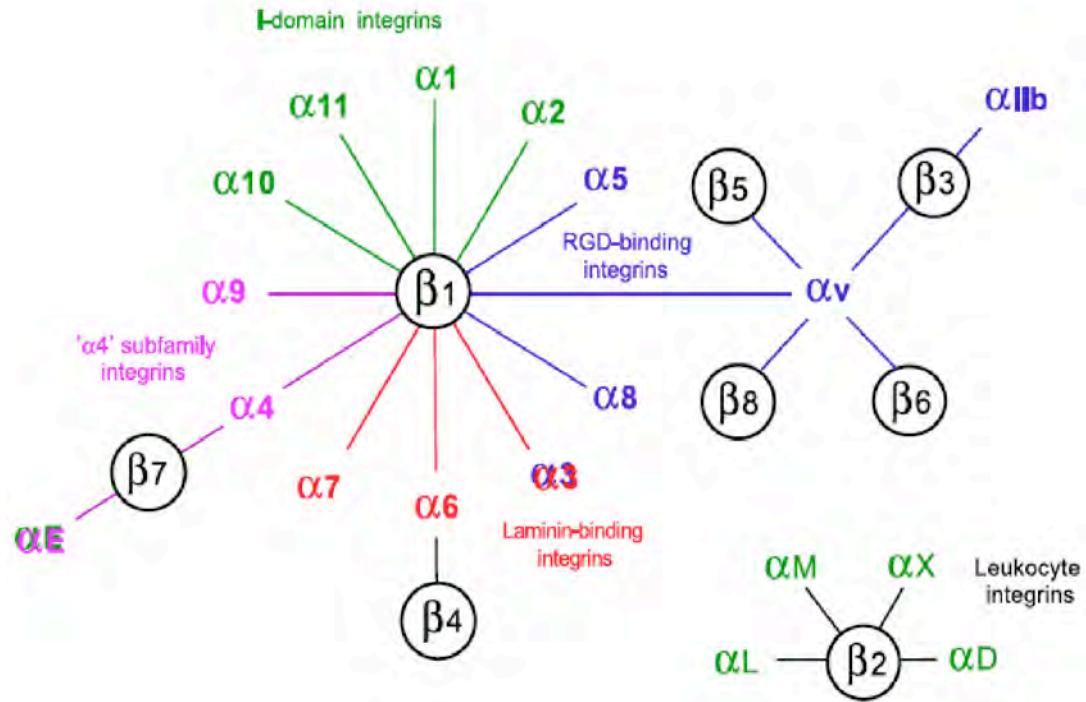 I-domain integrins
α1
α11
α2
αIIb
α10
α5
β5
β3
RGD-binding
integrins
α9
β1
αv
'α4' subfamily
integrins
α4
α8
β8
β6
β7
α7
α6
α3
αE
Laminin-binding
integrins
β4
αM
αX
Leukocyte
integrins
αL
β2
αD